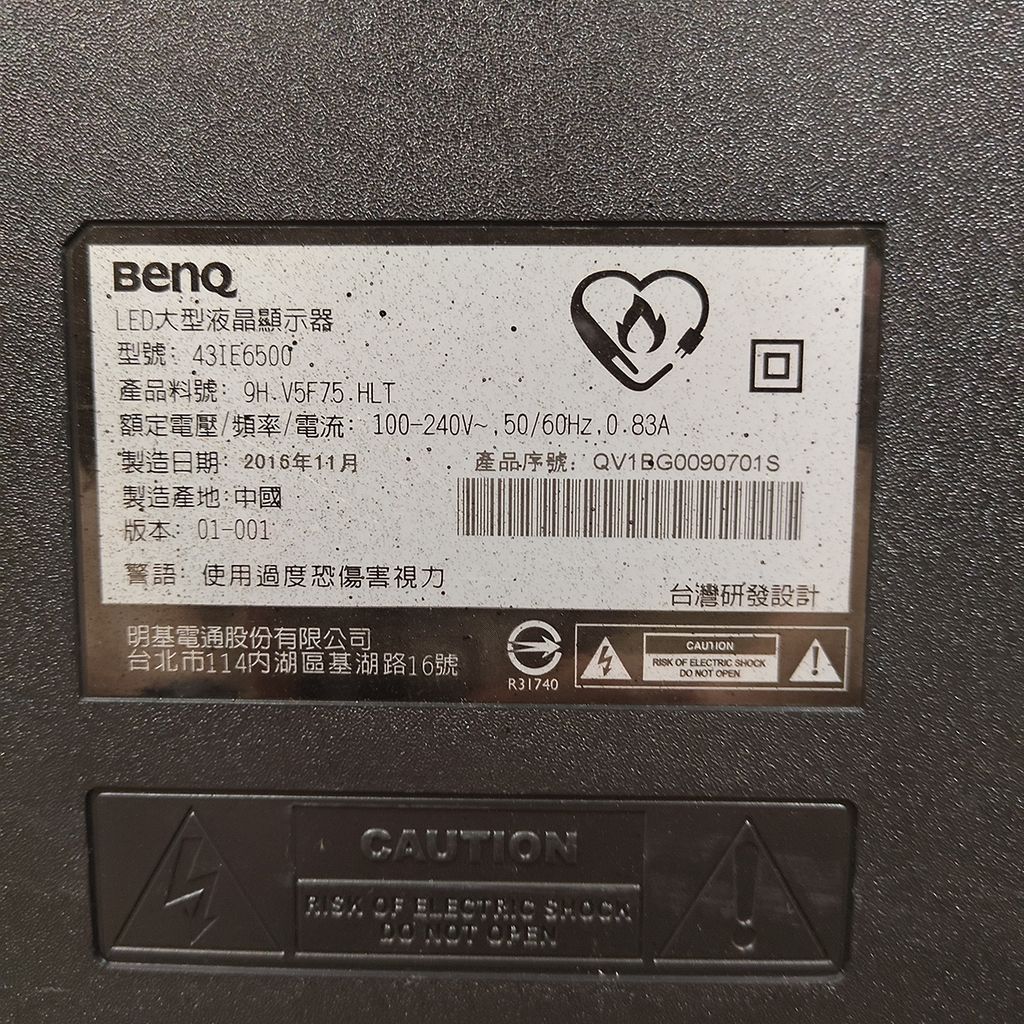 BenQ
LED大型液晶顯示器
型號: 43IE6500
產品料號: 9H.V5F75.HLT
額定電壓/頻率/電流: 100-240V~,50/60Hz,0.83A
製造日期: 2016年11月
產品序號: QV1BG0090701S
製造產地:中國
版本: 01-001
警語: 使用過度恐傷害視力
台灣研發設計
明基電通股份有限公司
台北市114內湖區基湖路16號
R31740
CAUTION
RISK OF ELECTRIC SHOCK
DO NOT OPEN
CAUTION
RISK OF ELECTRIC SHOCK
DO NOT OPEN